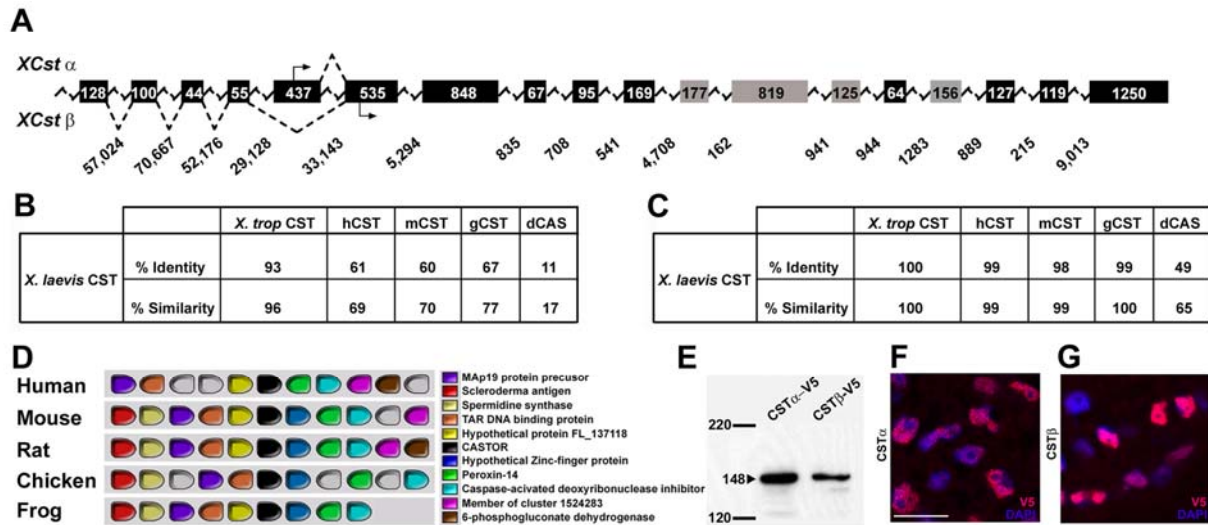 A
XCst α
128 100 44 55 437 535 848 67 95 169 177 819 125 64 156 127 119 1250
XCst β
57,024 70,667 52,176 29,128 33,143 5,294 835 708 541 4,708 162 941 944 1283 889 215 9,013
B
X. trop CST hCST mCST gCST dCAS
X. laevis CST
% Identity 93 61 60 67 11
% Similarity 96 69 70 77 17
C
X. trop CST hCST mCST gCST dCAS
X. laevis CST
% Identity 100 99 98 99 49
% Similarity 100 99 99 100 65
D
Human
Mouse
Rat
Chicken
Frog
MAp19 protein precusor
Scleroderma antigen
Spermidine synthase
TAR DNA binding protein
Hypothetical protein FL_137118
CASTOR
Hypothetical Zinc-finger protein
Peroxin-14
Caspase-acivated deoxyribonuclease inhibitor
Member of cluster 1524283
6-phosphogluconate dehydrogenase
E
CSTα-V5
CSTβ-V5
220
148
120
F
CSTα
V5
DAPI
G
CSTβ
V5
DAPI